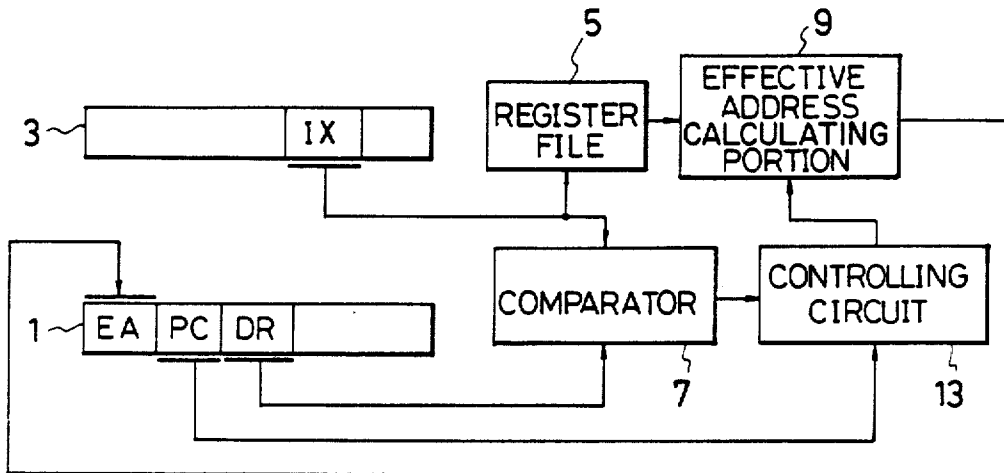 5
9
REGISTER
FILE
EFFECTIVE
ADDRESS
CALCULATING
PORTION
3
IX
1
EA PC DR
COMPARATOR
CONTROLLING
CIRCUIT
7
13